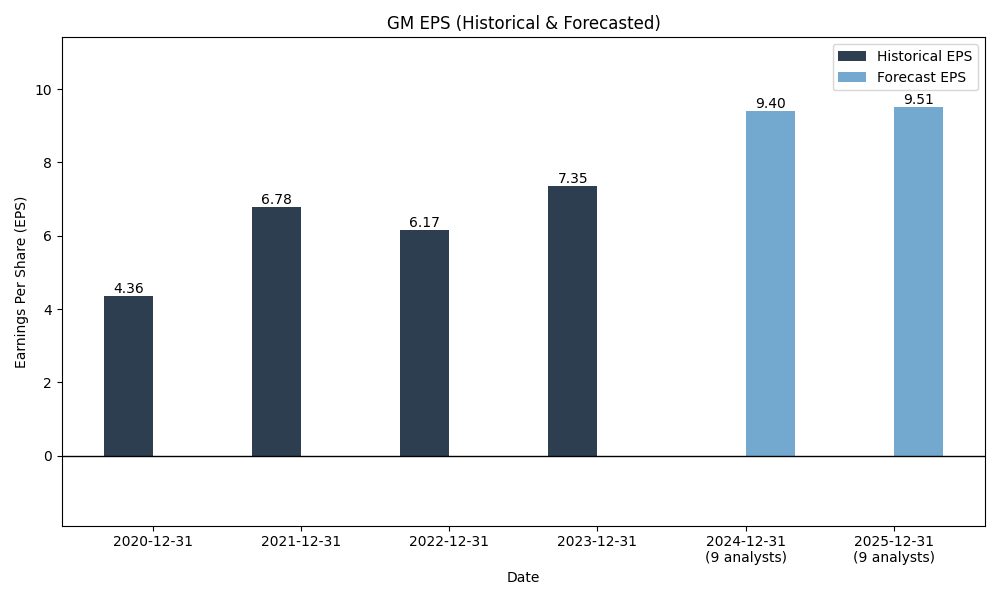 GM EPS (Historical & Forecasted)
Historical EPS
Forecast EPS
Earnings Per Share (EPS)
10
8
6
4
2
0
4.36
6.78
6.17
7.35
9.40
9.51
2020-12-31
2021-12-31
2022-12-31
2023-12-31
2024-12-31
(9 analysts)
2025-12-31
(9 analysts)
Date